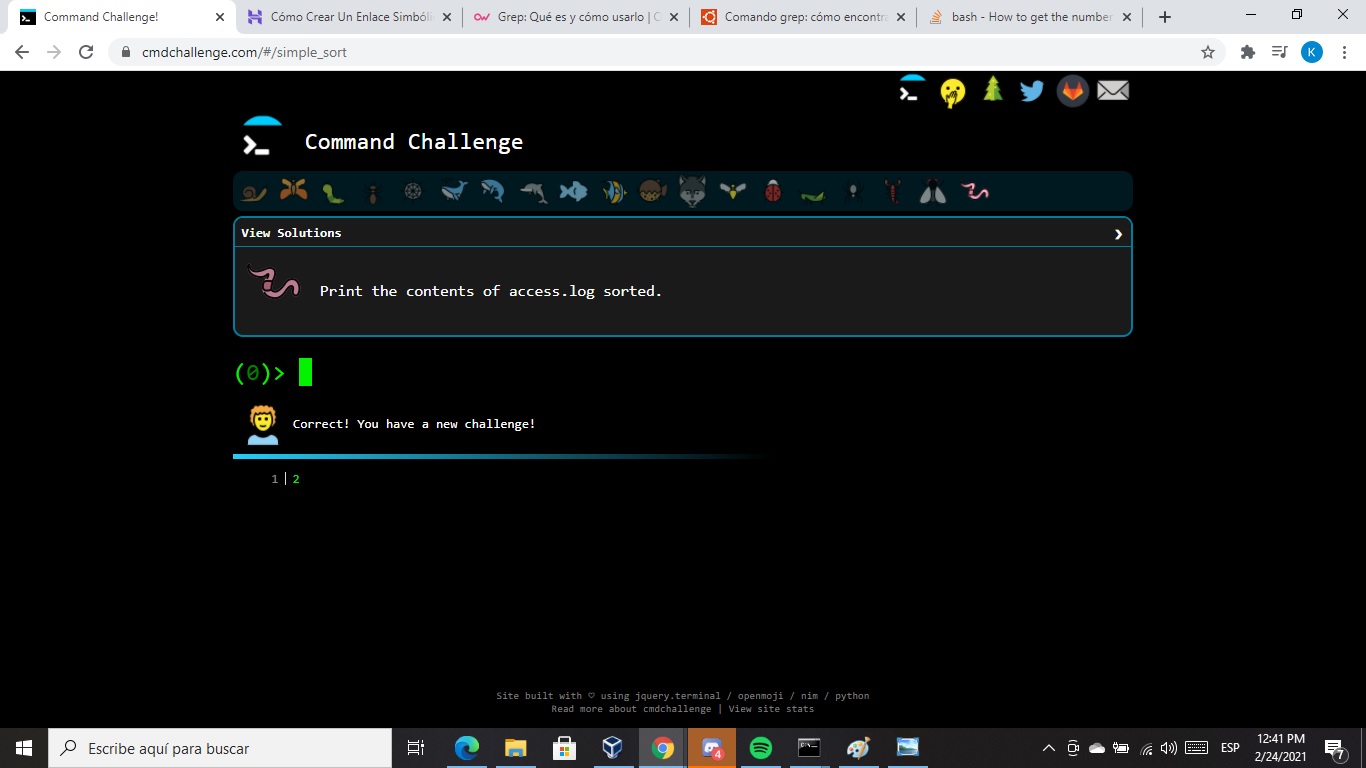 Command Challenge!
Cómo Crear Un Enlace Simbóli
Grep: Qué es y cómo usarlo | C
Comando grep: cómo encontra
bash - How to get the number
cmdchallenge.com/#/simple_sort
K
Command Challenge
View Solutions
Print the contents of access.log sorted.
(0)>
Correct! You have a new challenge!
1 | 2
Site built with ♡ using jquery.terminal / openmoji / nim / python
Read more about cmdchallenge | View site stats
Escribe aquí para buscar
4
ESP
12:41 PM
2/24/2021
7